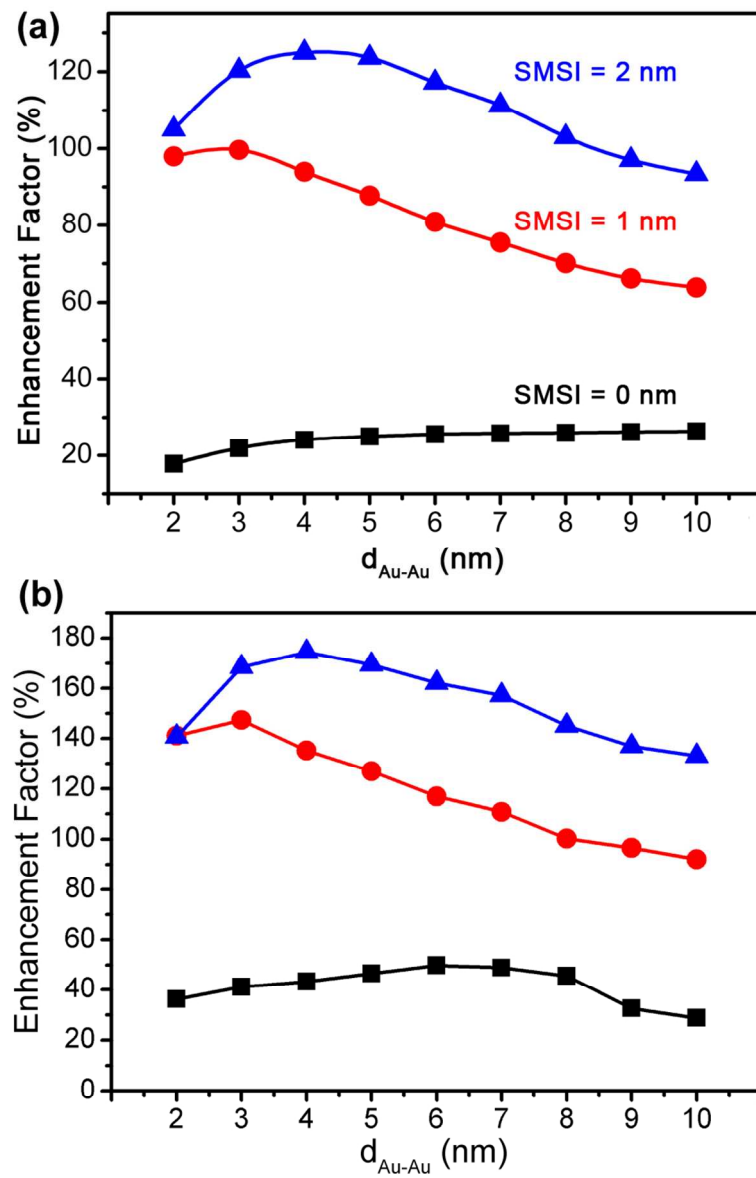 (a)
120
100
80
60
40
20
Enhancement Factor (%)
SMSI = 2 nm
SMSI = 1 nm
SMSI = 0 nm
2 3 4 5 6 7 8 9 10
d Au-Au (nm)
(b)
180
160
140
120
100
80
60
40
20
0
Enhancement Factor (%)
2 3 4 5 6 7 8 9 10
d Au-Au (nm)